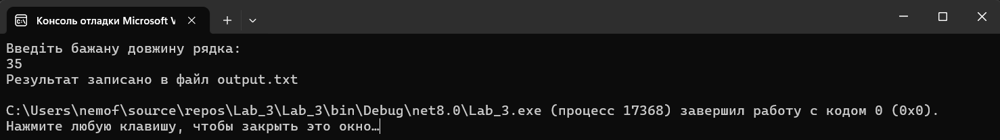 Консоль отладки Microsoft V
Введіть бажану довжину рядка:
35
Результат записано в файл output.txt
C:\Users\nemof\source\repos\Lab_3\Lab_3\bin\Debug\net8.0\Lab_3.exe (процесс 17368) завершил работу с кодом 0 (0x0).
Нажмите любую клавишу, чтобы закрыть это окно…